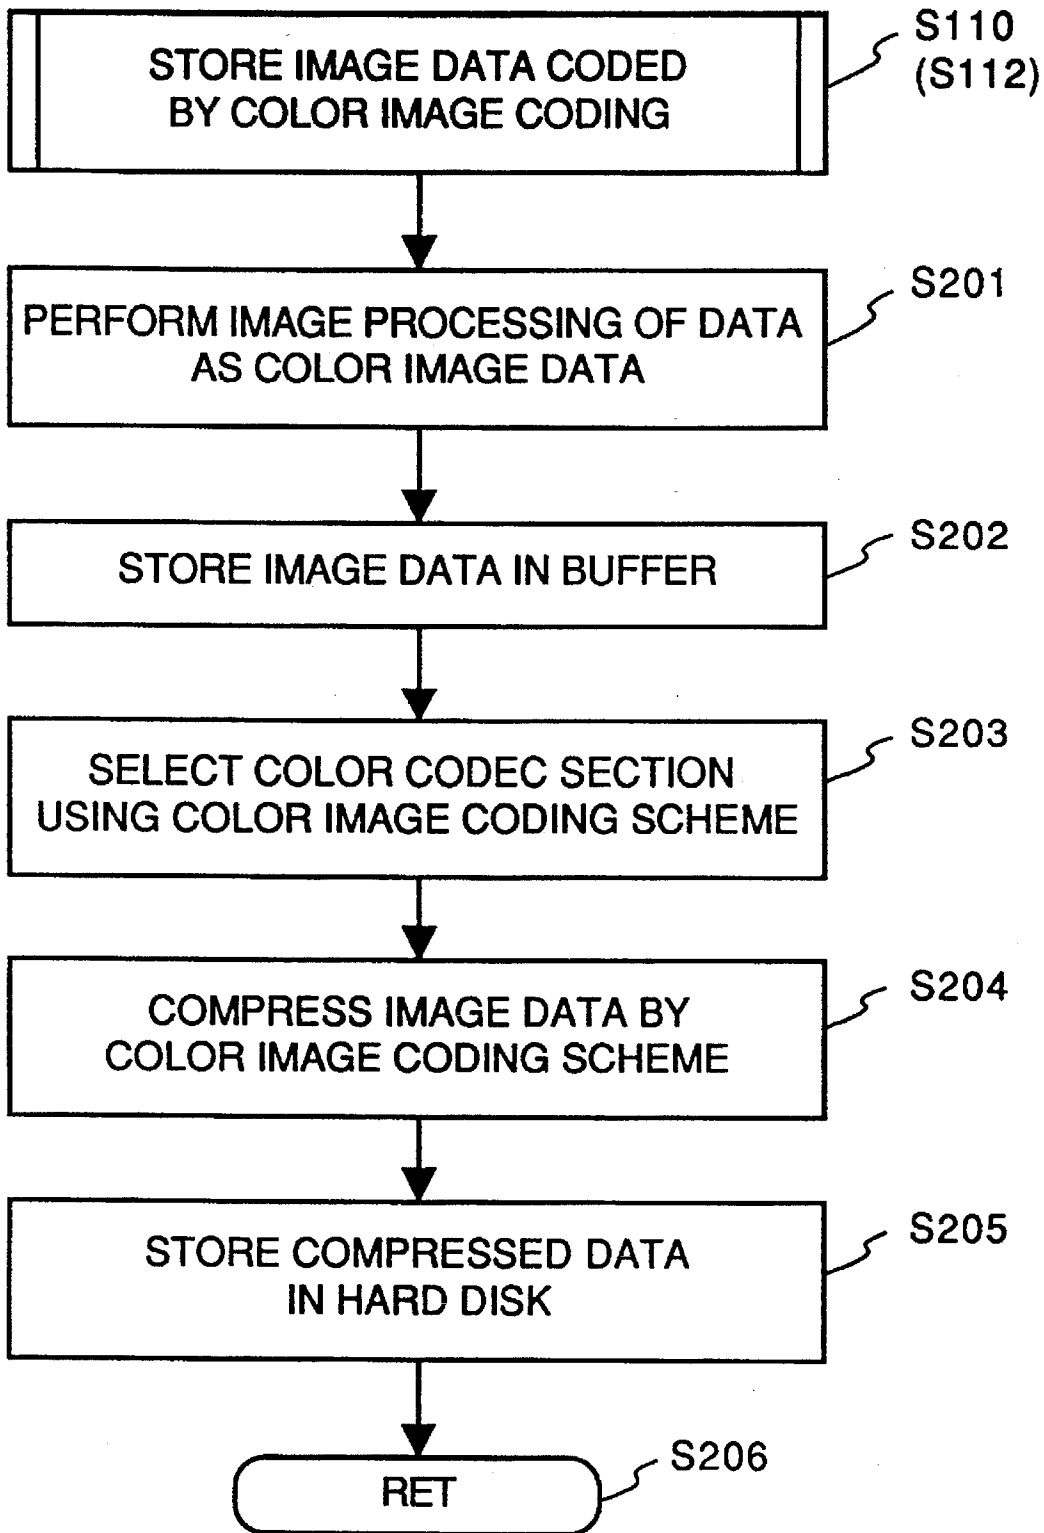 STORE IMAGE DATA CODED
BY COLOR IMAGE CODING
S110
(S112)
PERFORM IMAGE PROCESSING OF DATA
AS COLOR IMAGE DATA
S201
STORE IMAGE DATA IN BUFFER
S202
SELECT COLOR CODEC SECTION
USING COLOR IMAGE CODING SCHEME
S203
COMPRESS IMAGE DATA BY
COLOR IMAGE CODING SCHEME
S204
STORE COMPRESSED DATA
IN HARD DISK
S205
RET
S206